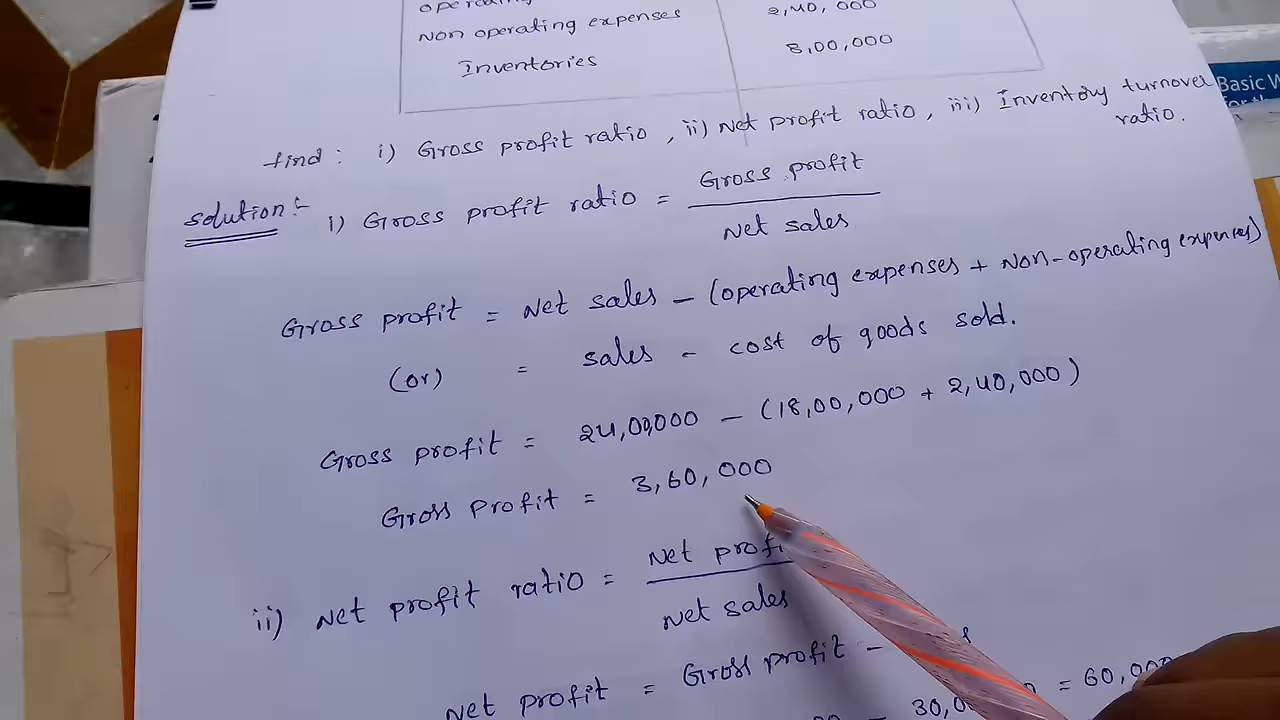 Non operating expenses 2,40,000
Inventories 8,00,000
find: i) Gross profit ratio, ii) Net profit ratio, iii) Inventory turnover
ratio.
Solution:- i) Gross profit ratio = Gross profit
Net sales
Gross profit = Net sales - (operating expenses + Non-operating expenses)
(or) = sales - cost of goods sold.
Gross profit = 24,00,000 - (18,00,000 + 2,40,000)
Gross Profit = 3,60,000
ii) Net profit ratio = Net
Net sales
Net profit = Gross profit -
= 60,000
Basic